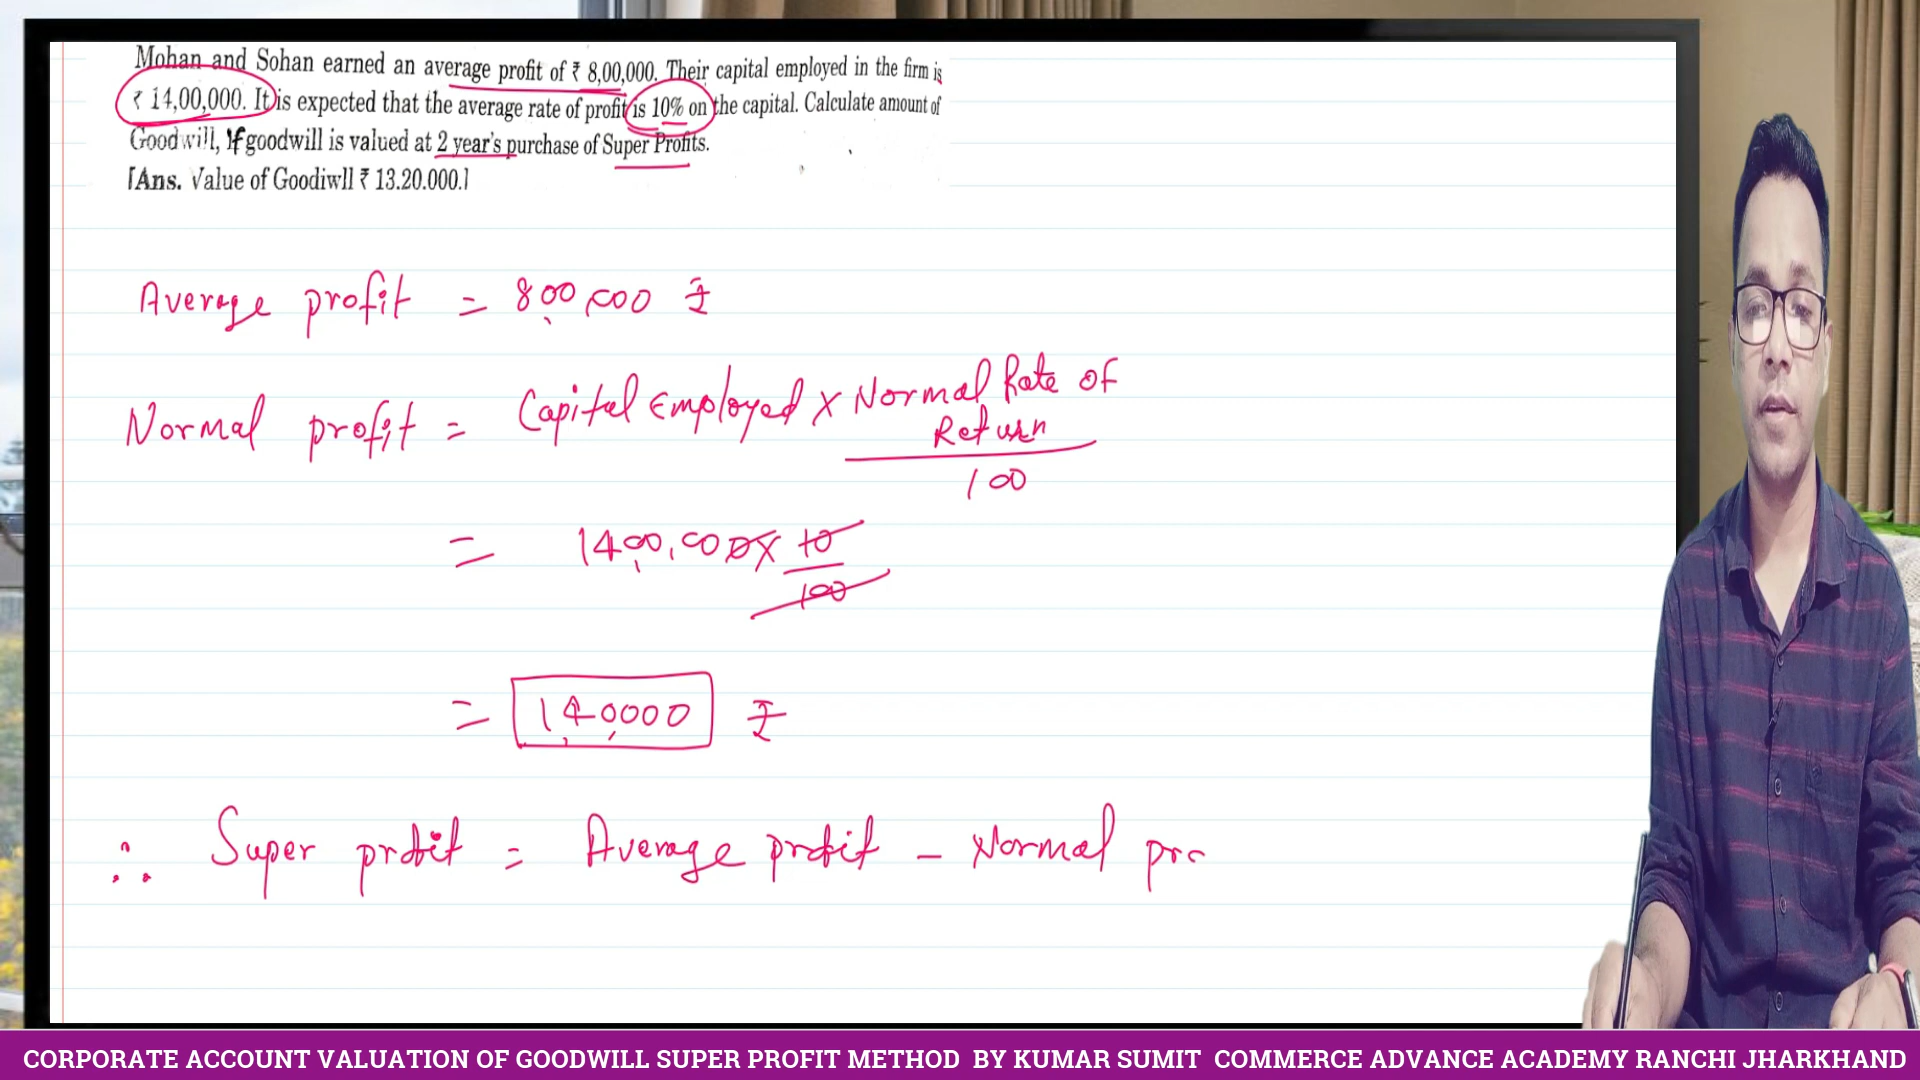 Mohan and Sohan earned an average profit of ₹ 8,00,000. Their capital employed in the firm is
₹ 14,00,000. It is expected that the average rate of profit is 10% on the capital. Calculate amount of
Goodwill, If goodwill is valued at 2 year's purchase of Super Profits.
[Ans. Value of Goodiwll ₹ 13.20.000.]
Average profit = 800,000 ₹
Normal profit = Capital Employed × Normal Rate of
Return
100
= 1400,000 × 10
100
= 140000 ₹
∴ Super profit = Average profit - Normal pro
CORPORATE ACCOUNT VALUATION OF GOODWILL SUPER PROFIT METHOD BY KUMAR SUMIT COMMERCE ADVANCE ACADEMY RANCHI JHARKHAND